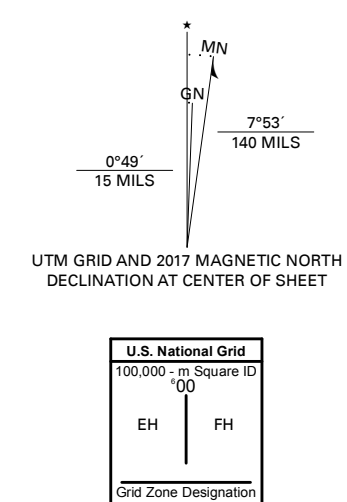 ★
MN
GN
7°53´
140 MILS
0°49´
15 MILS
UTM GRID AND 2017 MAGNETIC NORTH
DECLINATION AT CENTER OF SHEET
U.S. National Grid
100,000 - m Square ID
⁶00
EH FH
Grid Zone Designation